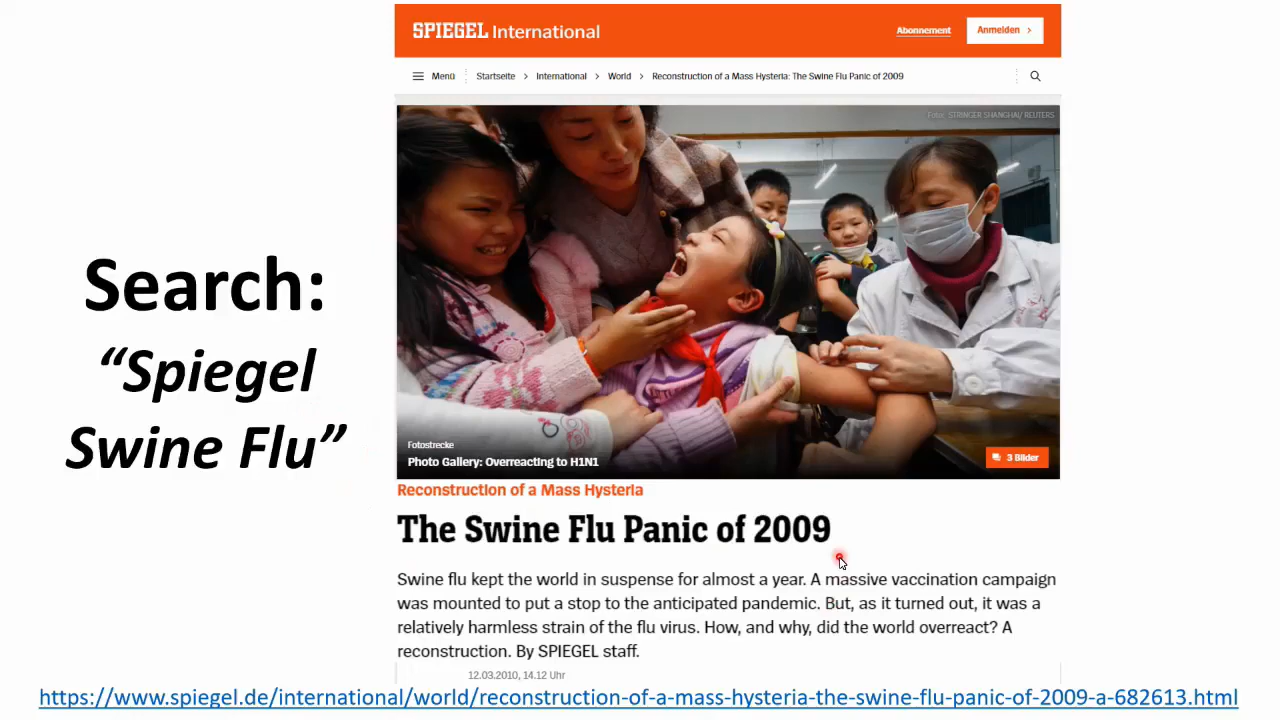 Search:
“Spiegel
Swine Flu”
SPIEGEL International
Abonnement
Anmelden
Menü
Startseite
International
World
Reconstruction of a Mass Hysteria: The Swine Flu Panic of 2009
Foto: STRINGER SHANGHAI/ REUTERS
Fotostrecke
Photo Gallery: Overreacting to H1N1
3 Bilder
Reconstruction of a Mass Hysteria
The Swine Flu Panic of 2009
Swine flu kept the world in suspense for almost a year. A massive vaccination campaign
was mounted to put a stop to the anticipated pandemic. But, as it turned out, it was a
relatively harmless strain of the flu virus. How, and why, did the world overreact? A
reconstruction. By SPIEGEL staff.
12.03.2010, 14.12 Uhr
https://www.spiegel.de/international/world/reconstruction-of-a-mass-hysteria-the-swine-flu-panic-of-2009-a-682613.html